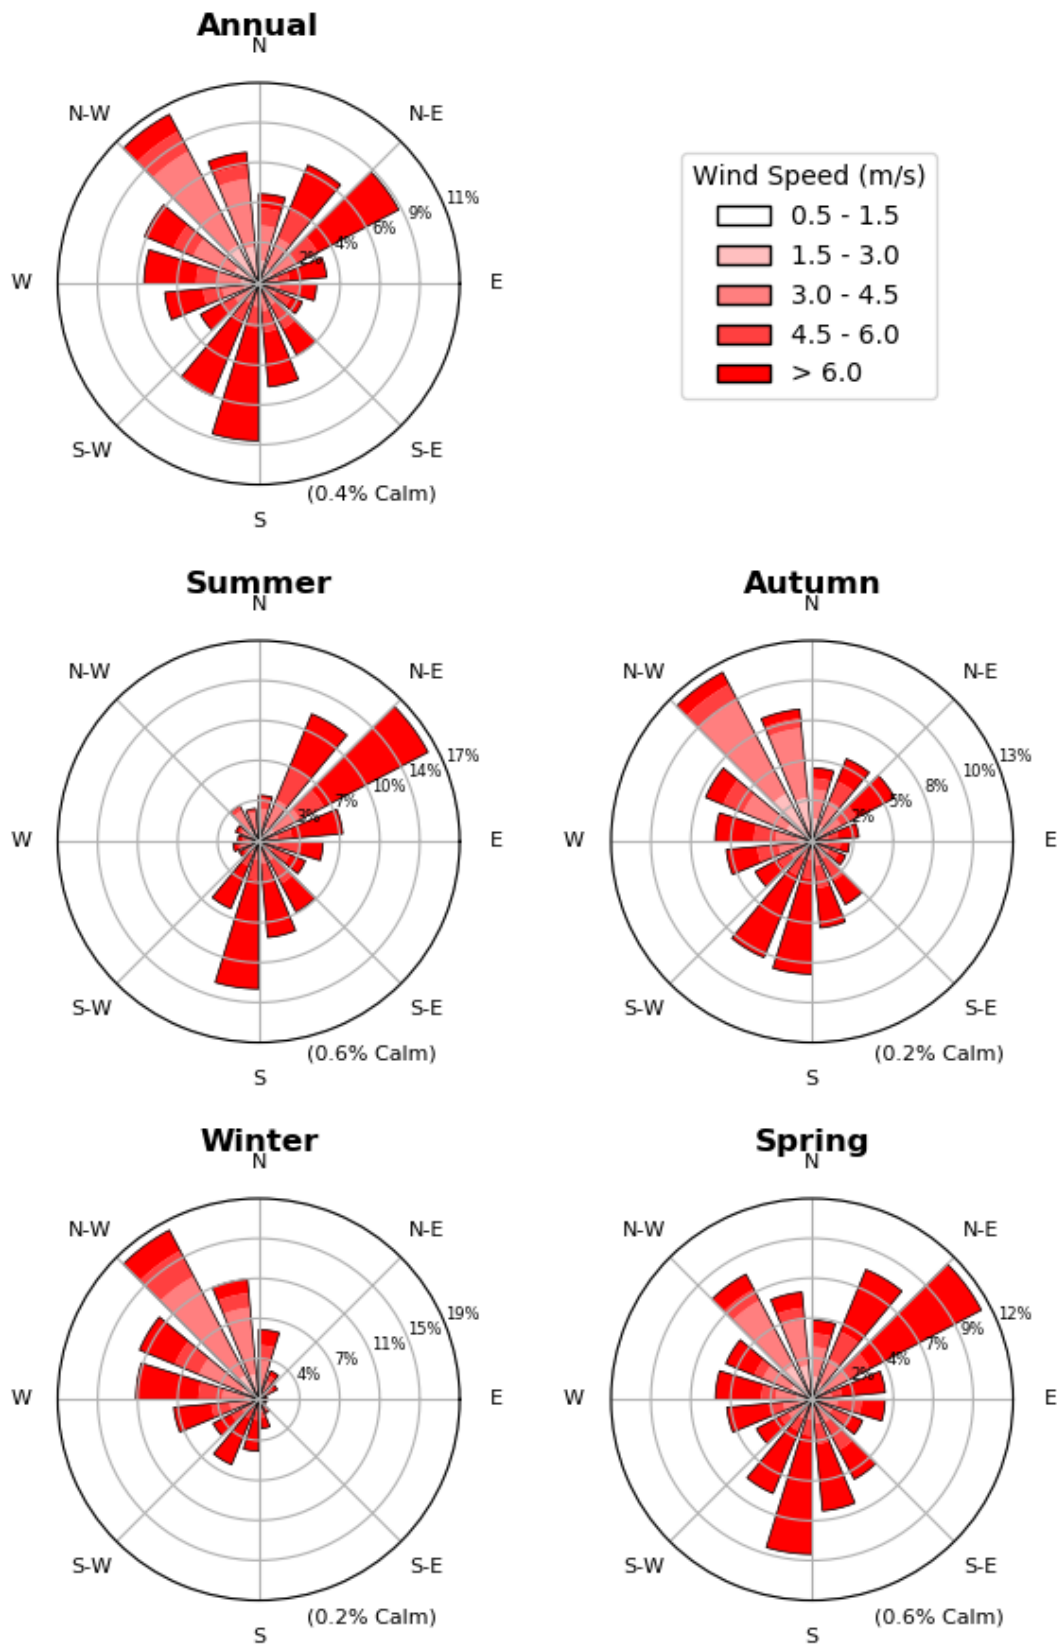 Annual
N
N-W
N-E
11%
9%
6%
4%
2%
W
E
S-W
S-E
(0.4% Calm)
S
Wind Speed (m/s)
0.5 - 1.5
1.5 - 3.0
3.0 - 4.5
4.5 - 6.0
> 6.0
Summer
N
N-W
N-E
17%
14%
10%
7%
3%
W
E
S-W
S-E
(0.6% Calm)
S
Autumn
N
N-W
N-E
13%
10%
8%
5%
2%
W
E
S-W
S-E
(0.2% Calm)
S
Winter
N
N-W
N-E
19%
15%
11%
7%
4%
W
E
S-W
S-E
(0.2% Calm)
S
Spring
N
N-W
N-E
12%
9%
7%
4%
2%
W
E
S-W
S-E
(0.6% Calm)
S